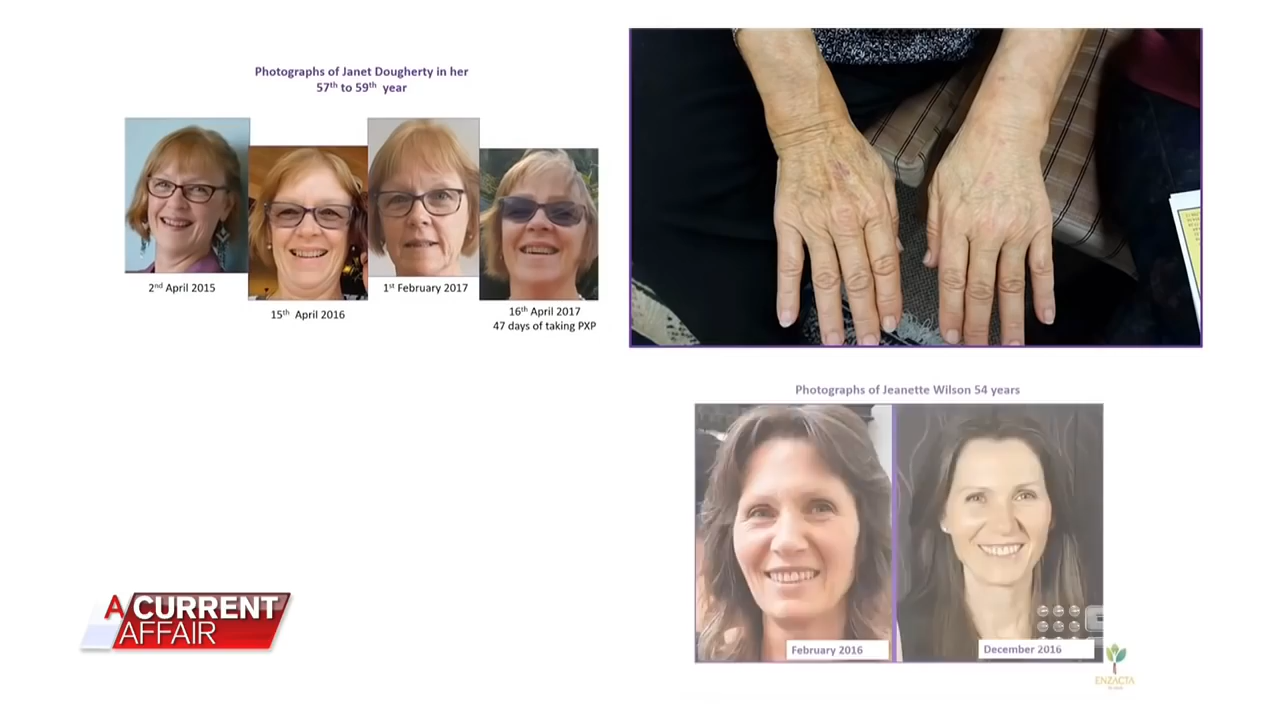 Photographs of Janet Dougherty in her
57th to 59th year
2nd April 2015
15th April 2016
1st February 2017
16th April 2017
47 days of taking PXP
Photographs of Jeanette Wilson 54 years
February 2016
December 2016
ENZACTA
A CURRENT
AFFAIR